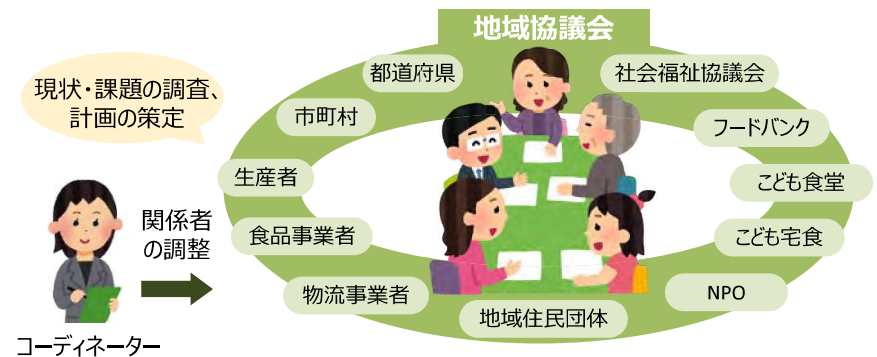 地域協議会
都道府県
社会福祉協議会
現状・課題の調査、
計画の策定
市町村
フードバンク
生産者
こども食堂
関係者
の調整
食品事業者
こども宅食
物流事業者
NPO
地域住民団体
コーディネーター